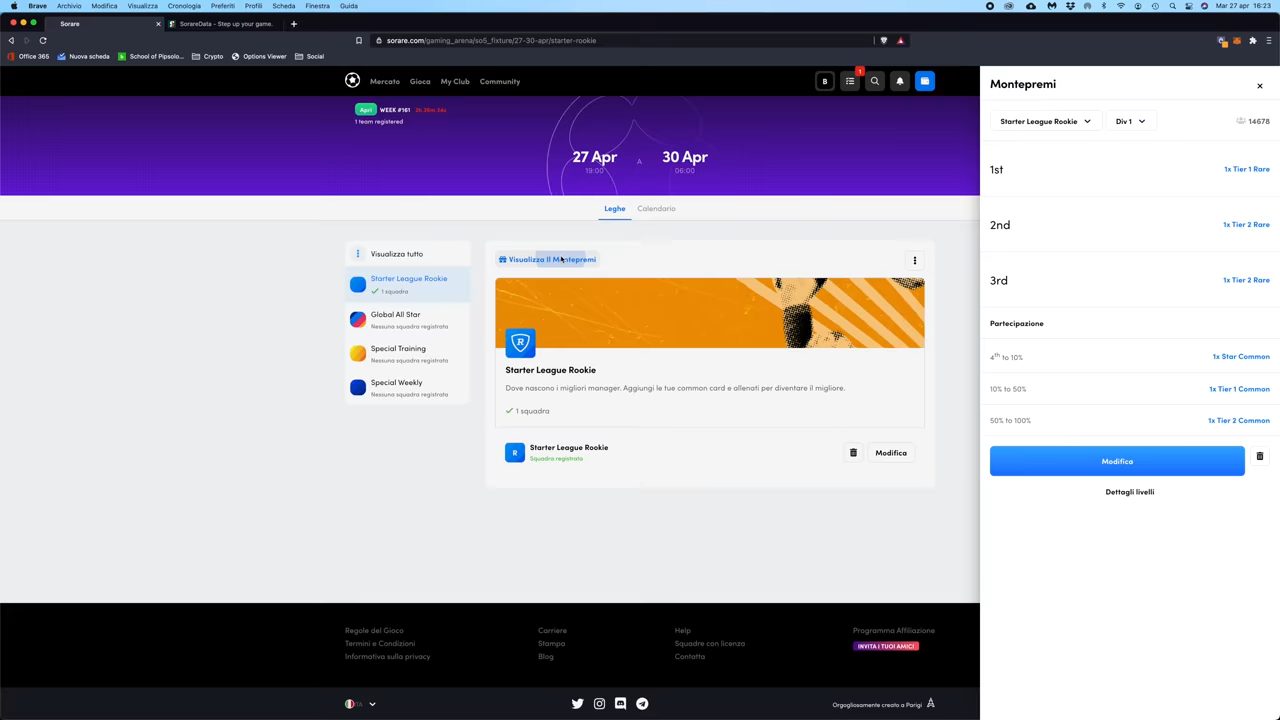 Brave Archivio Modifica Visualizza Cronologia Preferiti Profili Scheda Finestra Guida
Mar 27 apr 16:23
Sorare
SorareData - Step up your game.
sorare.com/gaming_arena/so5_fixture/27-30-apr/starter-rookie
Office 365 Nuova scheda School of Pipsolo... Crypto Options Viewer Social
Mercato Gioca My Club Community
B
1
Apri WEEK #161 2h 36m 24s
1 team registered
27 Apr A 30 Apr
19:00 06:00
Leghe Calendario
Visualizza tutto
Starter League Rookie
1 squadra
Global All Star
Nessuna squadra registrata
Special Training
Nessuna squadra registrata
Special Weekly
Nessuna squadra registrata
Visualizza Il Montepremi
R
Starter League Rookie
Dove nascono i migliori manager. Aggiungi le tue common card e allenati per diventare il migliore.
1 squadra
R
Starter League Rookie
Squadra registrata
Modifica
Montepremi
Starter League Rookie Div 1 14678
1st 1x Tier 1 Rare
2nd 1x Tier 2 Rare
3rd 1x Tier 2 Rare
Partecipazione
4th to 10% 1x Star Common
10% to 50% 1x Tier 1 Common
50% to 100% 1x Tier 2 Common
Modifica
Dettagli livelli
Regole del Gioco Carriere Help Programma Affiliazione
Termini e Condizioni Stampa Squadre con licenza INVITA I TUOI AMICI
Informativa sulla privacy Blog Contatta
ITA
Orgogliosamente creato a Parigi